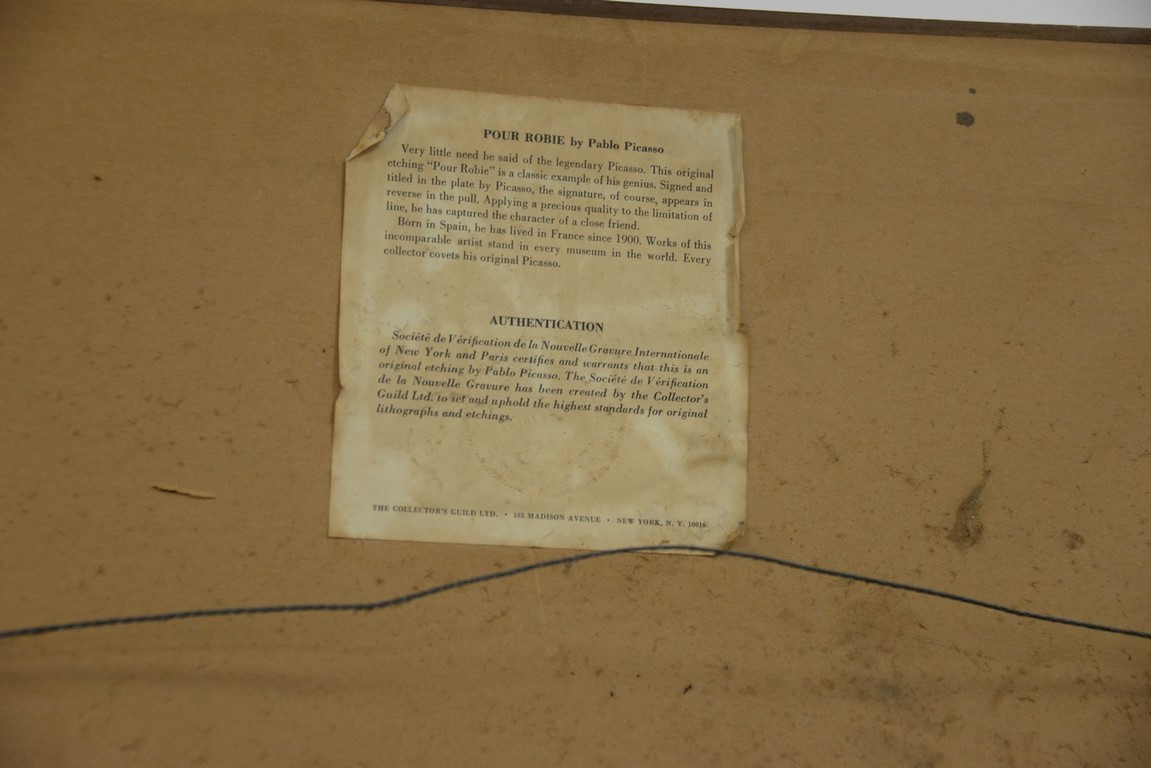 POUR ROBIE by Pablo Picasso
Very little need be said of the legendary Picasso. This original
etching "Pour Robie" is a classic example of his genius. Signed and
titled in the plate by Picasso, the signature, of course, appears in
reverse in the pull. Applying a precious quality to the limitation of
line, he has captured the character of a close friend.
Born in Spain, he has lived in France since 1900. Works of this
incomparable artist stand in every museum in the world. Every
collector covets his original Picasso.
AUTHENTICATION
Société de Vérification de la Nouvelle Gravure Internationale
of New York and Paris certifies and warrants that this is an
original etching by Pablo Picasso. The Société de Vérification
de la Nouvelle Gravure has been created by the Collector's
Guild Ltd. to set and uphold the highest standards for original
lithographs and etchings.
THE COLLECTOR'S GUILD LTD. • 185 MADISON AVENUE • NEW YORK, N. Y. 10016